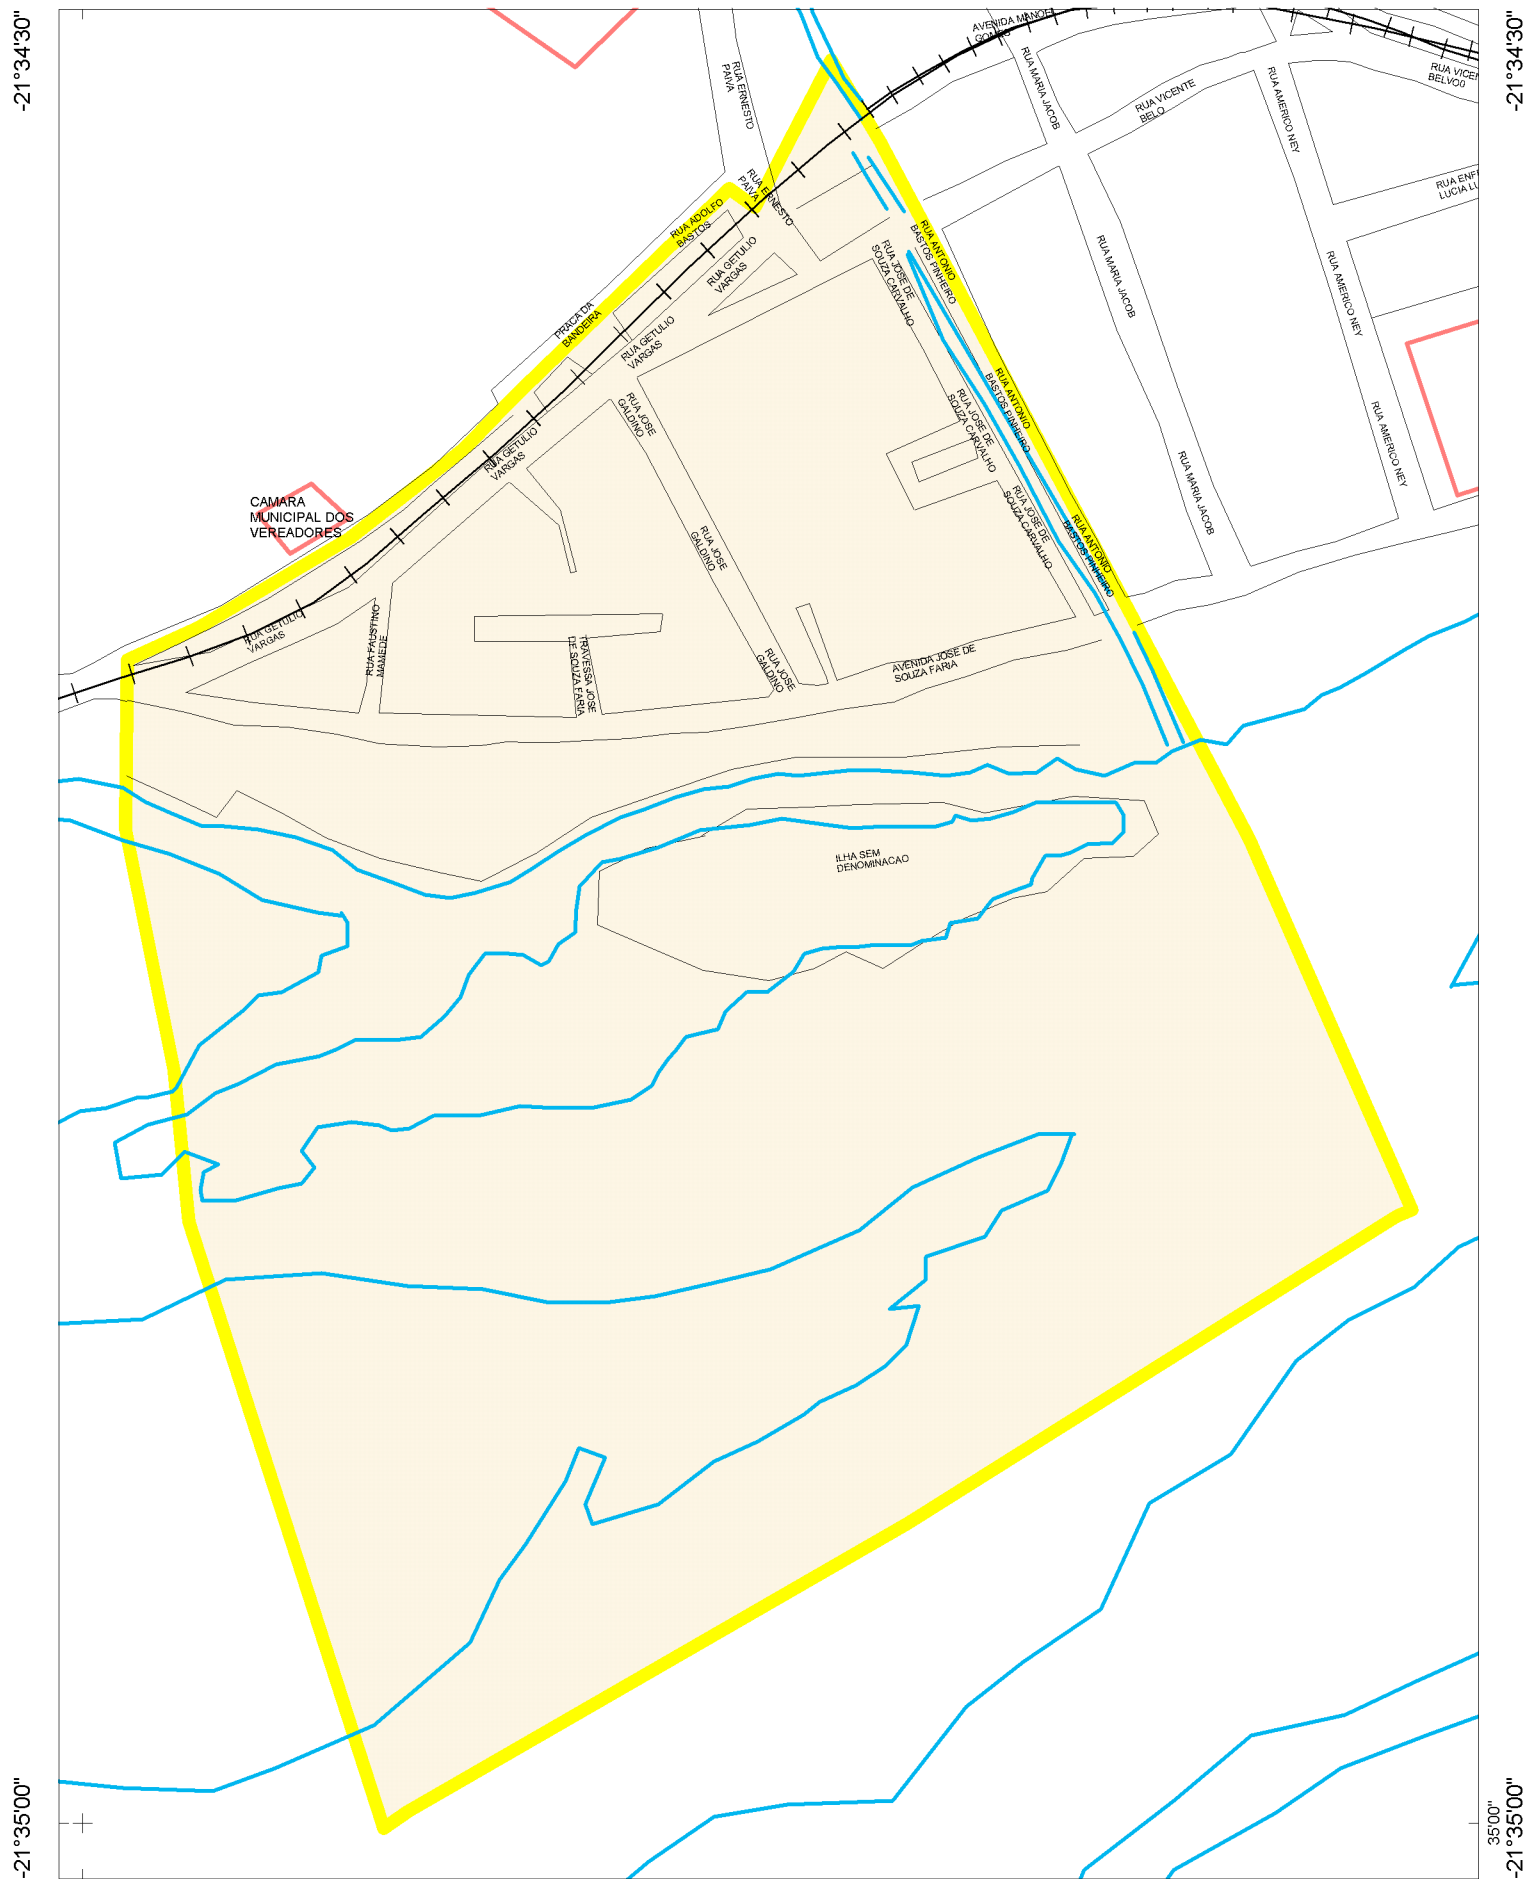 -21°34'30"
-21°34'30"
AVENIDA MANOE
GOMES
RUA ERNESTO
PAIVA
RUA MARIA JACOB
RUA VICENTE
BELO
RUA AMERICO NEY
RUA VICEN
BELVO0
RUA ENFE
LUCIA LU
RUA ERNESTO
PAIVA
RUA ADOLFO
BASTOS
RUA GETULIO
VARGAS
RUA ANTONIO
BASTOS PINHEIRO
RUA JOSE DE
SOUZA CARVALHO
RUA MARIA JACOB
RUA AMERICO NEY
PRACA DA
BANDEIRA
RUA GETULIO
VARGAS
RUA JOSE
GALDINO
RUA ANTONIO
BASTOS PINHEIRO
RUA JOSE DE
SOUZA CARVALHO
RUA AMERICO NEY
RUA GETULIO
VARGAS
RUA MARIA JACOB
CAMARA
MUNICIPAL DOS
VEREADORES
RUA JOSE
GALDINO
RUA JOSE DE
SOUZA CARVALHO
RUA ANTONIO
BASTOS PINHEIRO
RUA GETULIO
VARGAS
RUA FAUSTINO
MAMEDE
TRAVESSA JOSE
DE SOUZA FARIA
RUA JOSE
GALDINO
AVENIDA JOSE DE
SOUZA FARIA
ILHA SEM
DENOMINACAO
-21°35'00"
35'00"
-21°35'00"